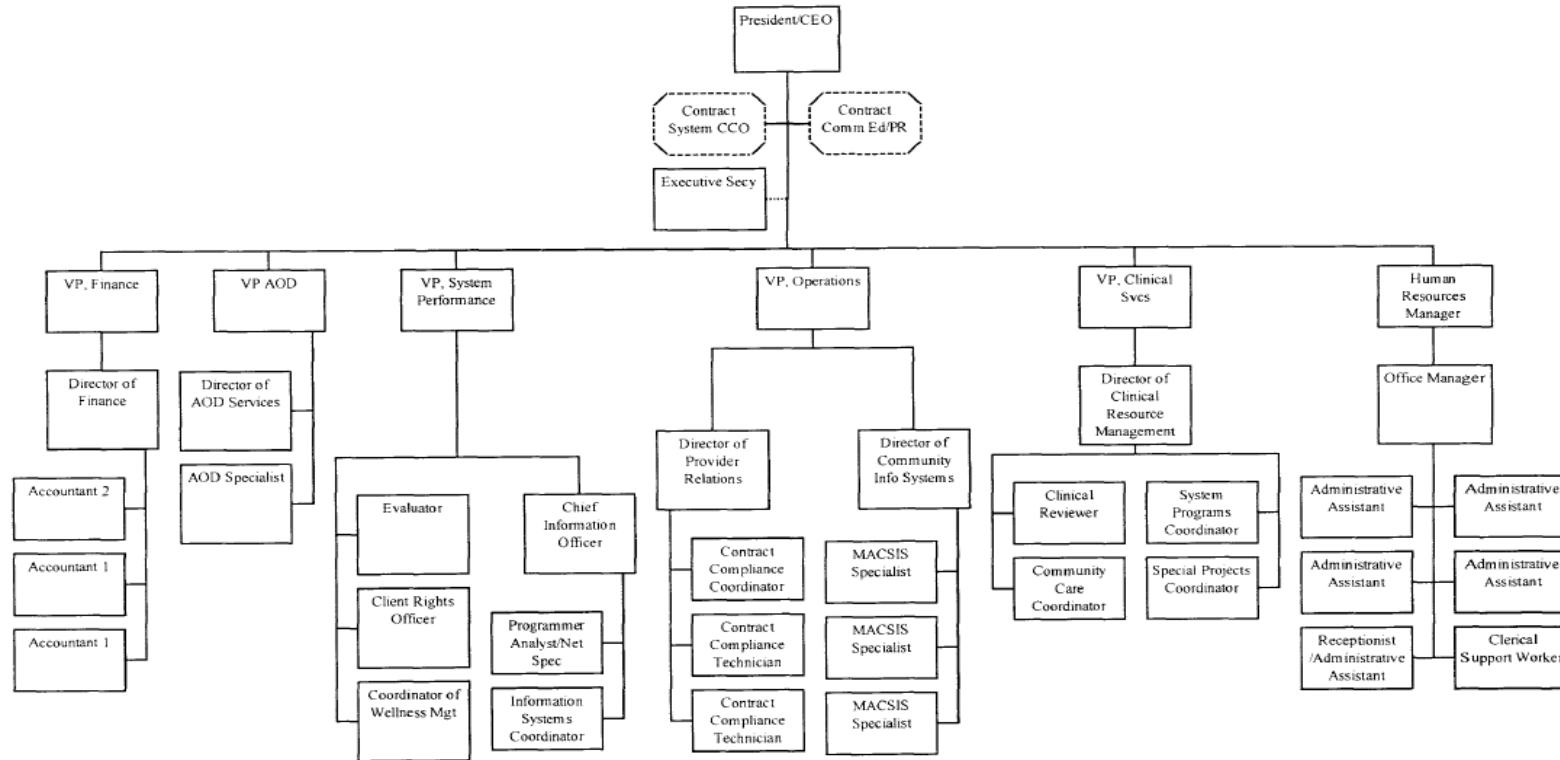 President/CEO
Contract
System CCO
Contract
Comm Ed/PR
Executive Secy
VP, Finance
VP AOD
VP, System
Performance
VP, Operations
VP, Clinical
Svcs
Human
Resources
Manager
Director of
Finance
Director of
AOD Services
Director of
Clinical
Resource
Management
Office Manager
Director of
Provider
Relations
Director of
Community
Info Systems
AOD Specialist
Accountant 2
Accountant 1
Accountant 1
Evaluator
Chief
Information
Officer
Client Rights
Officer
Coordinator of
Wellness Mgt
Programmer
Analyst/Net
Spec
Information
Systems
Coordinator
Contract
Compliance
Coordinator
Contract
Compliance
Technician
Contract
Compliance
Technician
MACSIS
Specialist
MACSIS
Specialist
MACSIS
Specialist
Clinical
Reviewer
System
Programs
Coordinator
Community
Care
Coordinator
Special Projects
Coordinator
Administrative
Assistant
Administrative
Assistant
Administrative
Assistant
Administrative
Assistant
Receptionist
/Administrative
Assistant
Clerical
Support Worker